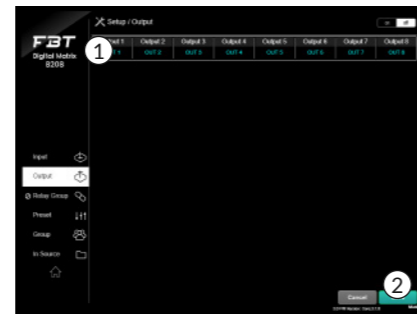 Setup / Output
FBT
Digital Matrix
8208
1
Output 2 Output 3 Output 4 Output 5 Output 6 Output 7 Output 8
OUT 2 OUT 3 OUT 4 OUT 5 OUT 6 OUT 7 OUT 8
Input
Output
Relay Group
Preset
Group
In Source
Cancel
2